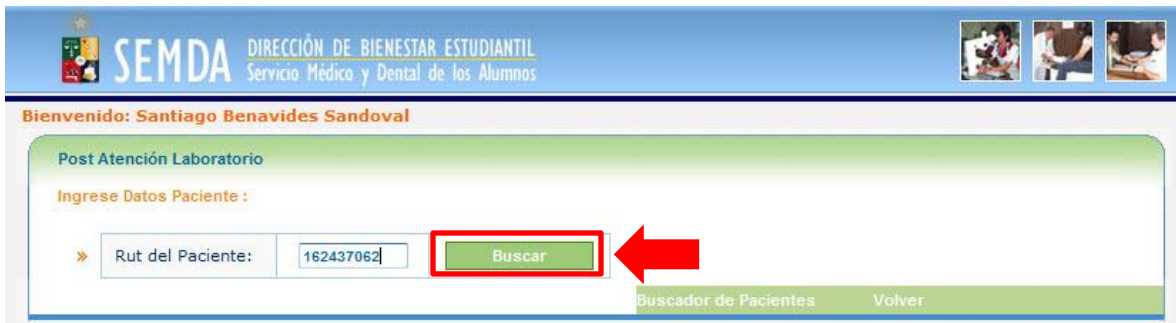 SEMDA DIRECCIÓN DE BIENESTAR ESTUDIANTIL
Servicio Médico y Dental de los Alumnos
Bienvenido: Santiago Benavides Sandoval
Post Atención Laboratorio
Ingrese Datos Paciente :
» Rut del Paciente: 162437062 Buscar
Buscador de Pacientes Volver